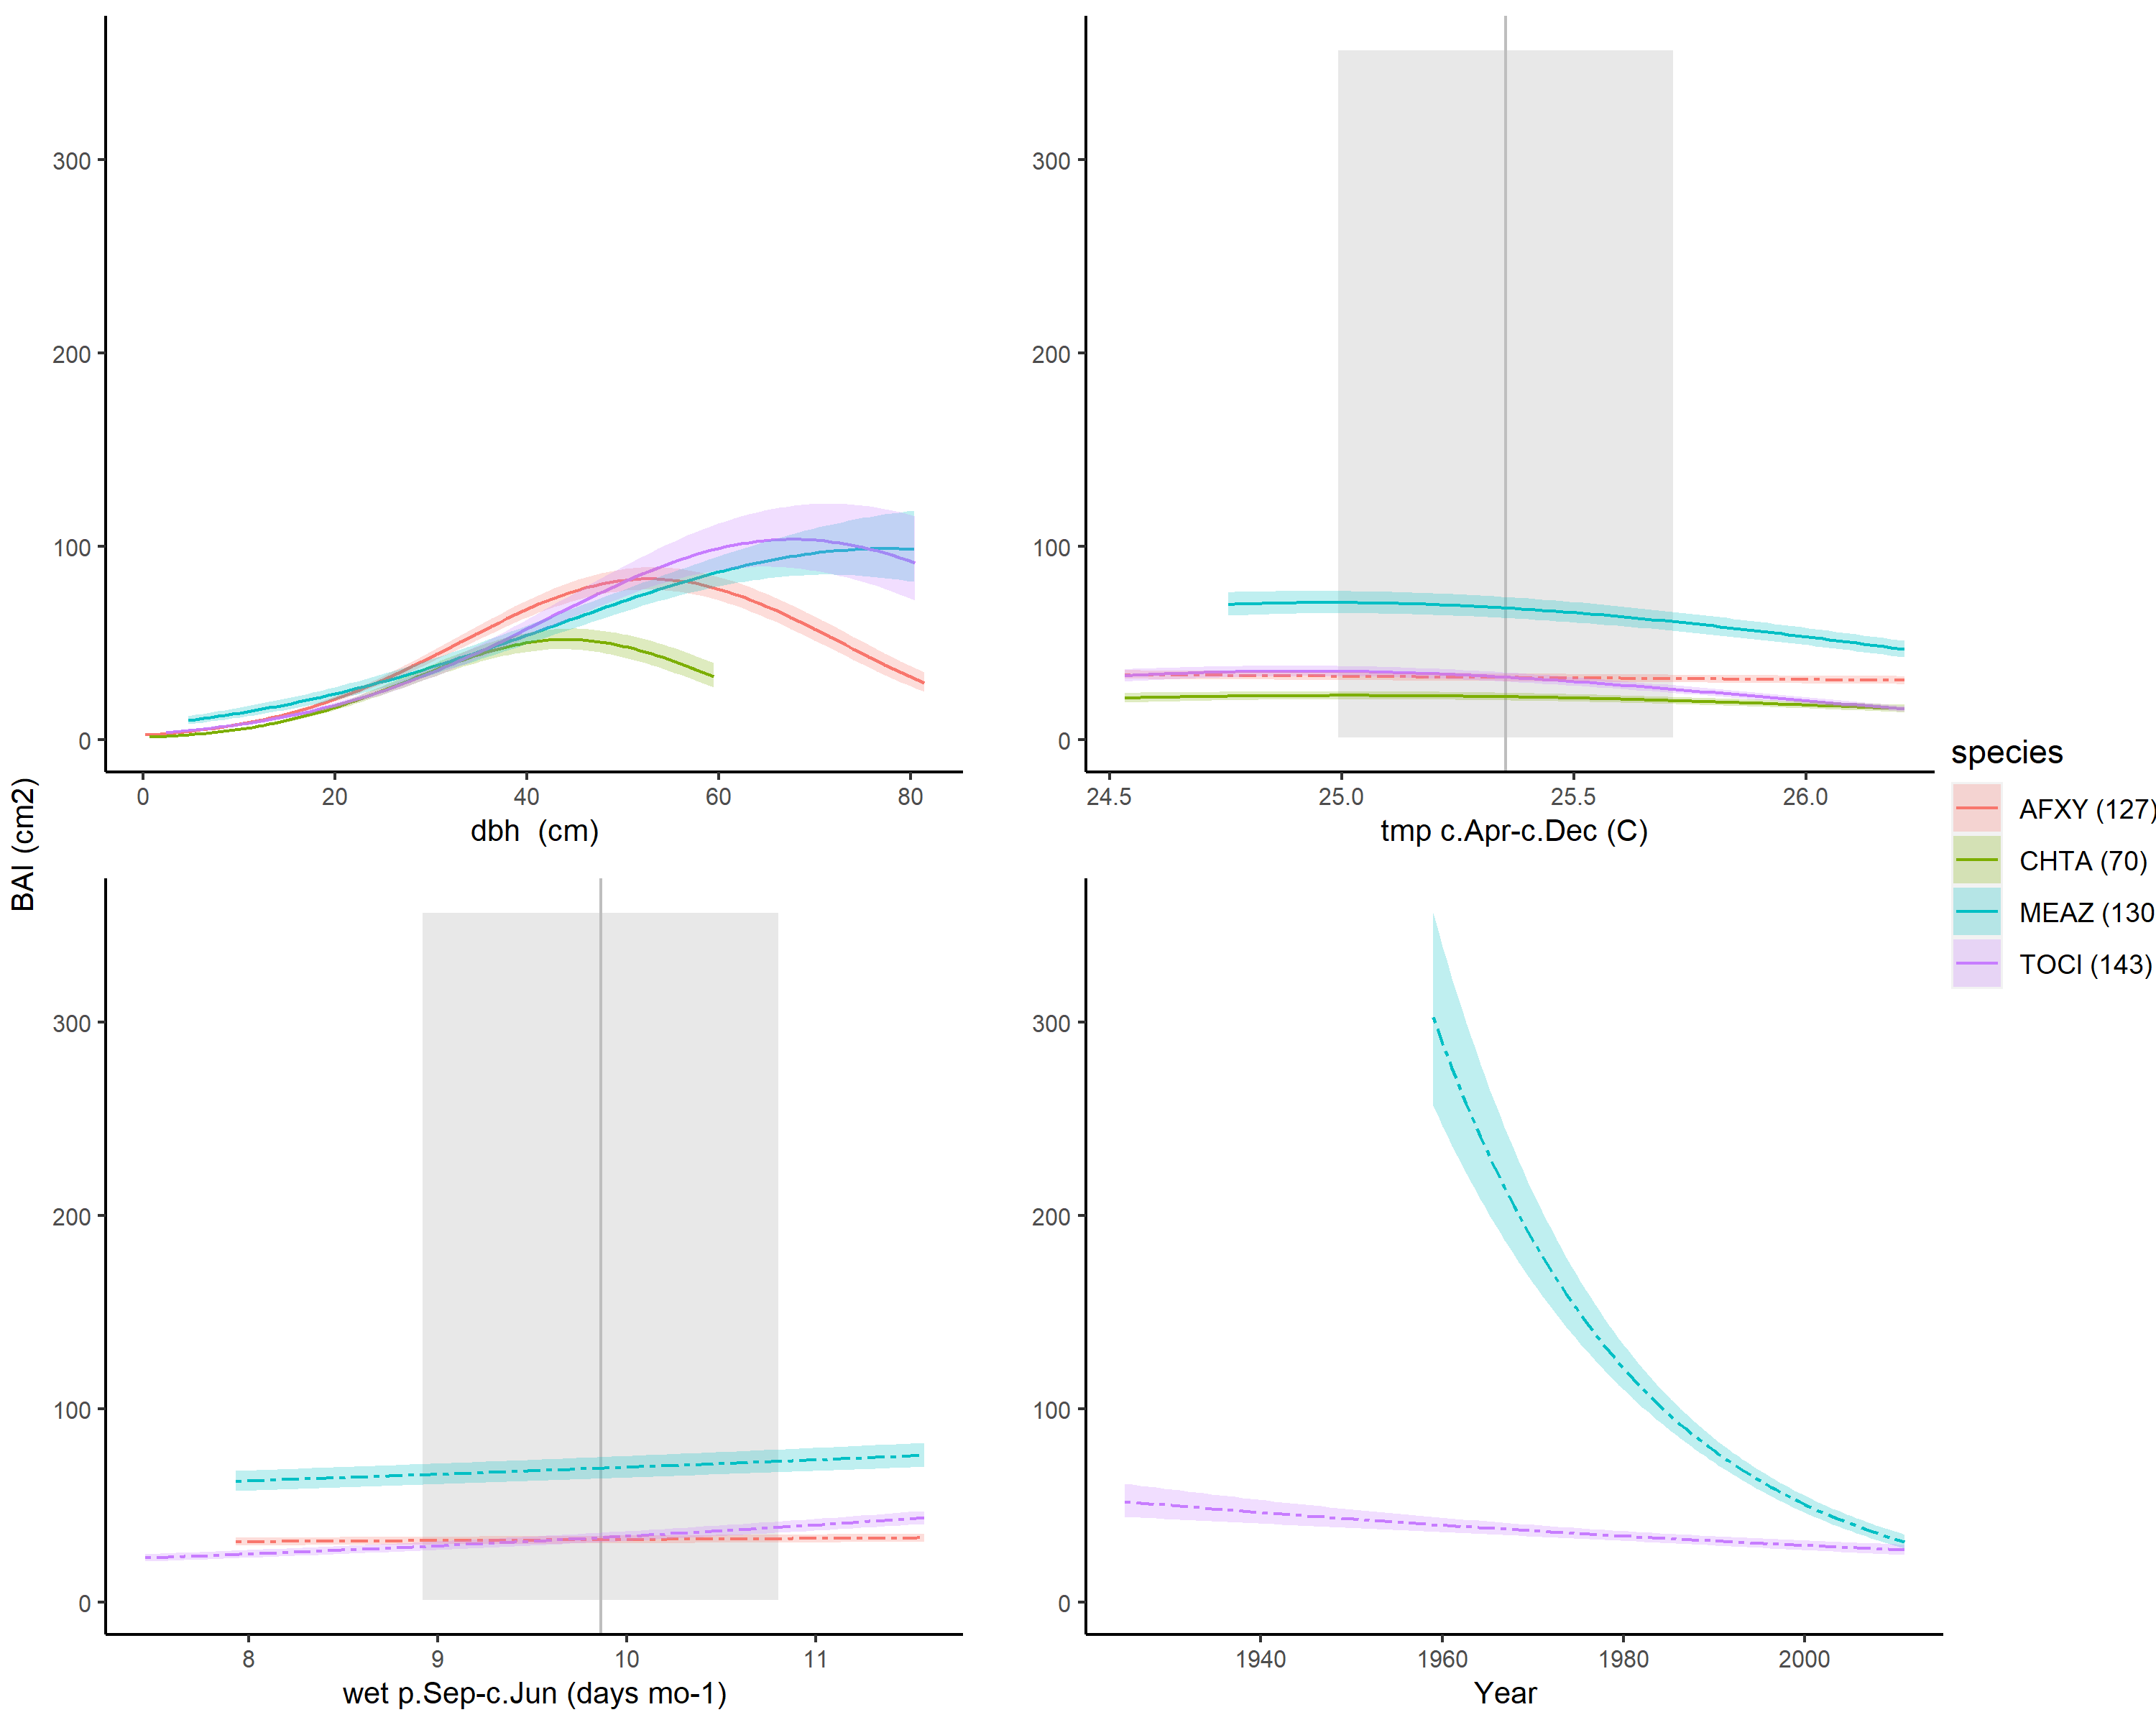 BAI (cm2)
300
200
100
0
0 20 40 60 80
dbh (cm)
300
200
100
0
24.5 25.0 25.5 26.0
tmp c.Apr-c.Dec (C)
300
200
100
0
8 9 10 11
wet p.Sep-c.Jun (days mo-1)
300
200
100
0
1940 1960 1980 2000
Year
species
AFXY (127)
CHTA (70)
MEAZ (130
TOCI (143)